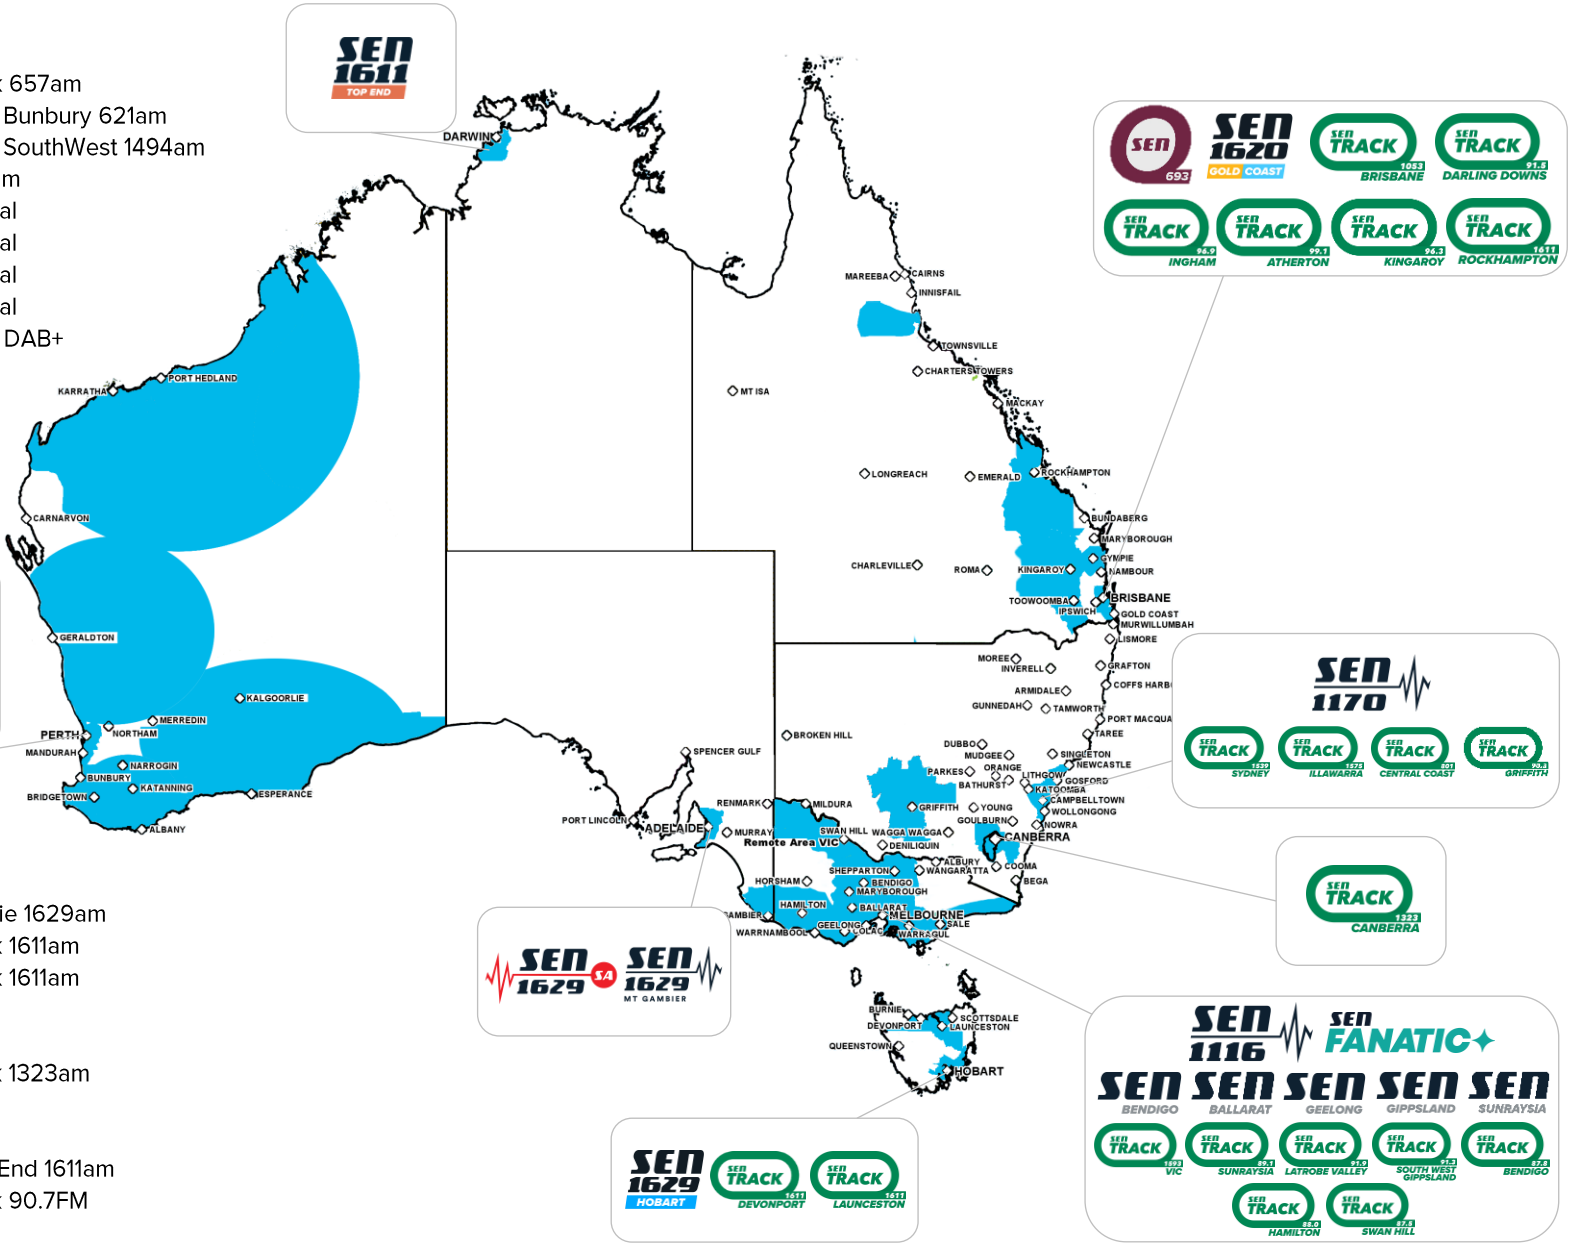 657am
Bunbury 621am
SouthWest 1494am
m
al
al
al
al
DAB+
ie 1629am
1611am
1611am
1323am
End 1611am
90.7FM
SEN
1611
TOP END
SEN
693
SEN
1620
GOLD COAST
SEN
TRACK
1053
BRISBANE
SEN
TRACK
91.5
DARLING DOWNS
SEN
TRACK
96.9
INGHAM
SEN
TRACK
99.1
ATHERTON
SEN
TRACK
96.3
KINGAROY
SEN
TRACK
1611
ROCKHAMPTON
DARWIN
MAREEBA
CAIRNS
INNISFAIL
TOWNSVILLE
CHARTERS TOWERS
MT ISA
MACKAY
KARRATHA
PORT HEDLAND
LONGREACH
EMERALD
ROCKHAMPTON
CARNARVON
BUNDABERG
MARYBOROUGH
GYMPIE
CHARLEVILLE
ROMA
KINGAROY
NAMBOUR
TOOWOOMBA
BRISBANE
IPSWICH
GOLD COAST
MURWILLUMBAH
LISMORE
GERALDTON
MOREE
INVERELL
GRAFTON
ARMIDALE
COFFS HARB
GUNNEDAH
TAMWORTH
PORT MACQUA
TAREE
KALGOORLIE
MERREDIN
PERTH
NORTHAM
MANDURAH
NARROGIN
BUNBURY
KATANNING
BRIDGETOWN
ESPERANCE
ALBANY
BROKEN HILL
SPENCER GULF
DUBBO
MUDGEE
SINGLETON
NEWCASTLE
PARKES
ORANGE
BATHURST
LITHGOW
GOSFORD
KATOOMBA
CAMPBELLTOWN
WOLLONGONG
RENMARK
MILDURA
GRIFFITH
YOUNG
GOULBURN
NOWRA
PORT LINCOLN
ADELAIDE
MURRAY
SWAN HILL
WAGGA WAGGA
CANBERRA
Remote Area VIC
DENILIQUIN
ALBURY
COOMA
SHEPPARTON
WANGARATTA
BEGA
HORSHAM
BENDIGO
MARYBOROUGH
HAMILTON
BALLARAT
MELBOURNE
GAMBIER
GEELONG
SALE
WARRNAMBOOL
COLAC
WARRAGUL
BURNIE
SCOTTSDALE
DEVONPORT
LAUNCESTON
QUEENSTOWN
HOBART
SEN
1170
SEN
TRACK
1539
SYDNEY
SEN
TRACK
1575
ILLAWARRA
SEN
TRACK
801
CENTRAL COAST
SEN
TRACK
90.3
GRIFFITH
SEN
TRACK
1323
CANBERRA
SEN
1629
SA
SEN
1629
MT GAMBIER
SEN
1629
HOBART
SEN
TRACK
1611
DEVONPORT
SEN
TRACK
1611
LAUNCESTON
SEN
1116
SEN
FANATIC
SEN
BENDIGO
SEN
BALLARAT
SEN
GEELONG
SEN
GIPPSLAND
SEN
SUNRAYSIA
SEN
TRACK
1593
VIC
SEN
TRACK
89.1
SUNRAYSIA
SEN
TRACK
91.9
LATROBE VALLEY
SEN
TRACK
91.3
SOUTH WEST
GIPPSLAND
SEN
TRACK
87.8
BENDIGO
SEN
TRACK
88.0
HAMILTON
SEN
TRACK
87.5
SWAN HILL